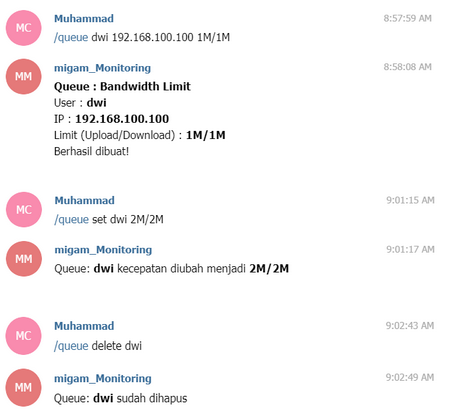 Muhammad 8:57:59 AM
MC
/queue dwi 192.168.100.100 1M/1M
migam_Monitoring 8:58:08 AM
MM
Queue : Bandwidth Limit
User : dwi
IP : 192.168.100.100
Limit (Upload/Download) : 1M/1M
Berhasil dibuat!
Muhammad 9:01:15 AM
MC
/queue set dwi 2M/2M
migam_Monitoring 9:01:17 AM
MM
Queue: dwi kecepatan diubah menjadi 2M/2M
Muhammad 9:02:43 AM
MC
/queue delete dwi
migam_Monitoring 9:02:49 AM
MM
Queue: dwi sudah dihapus